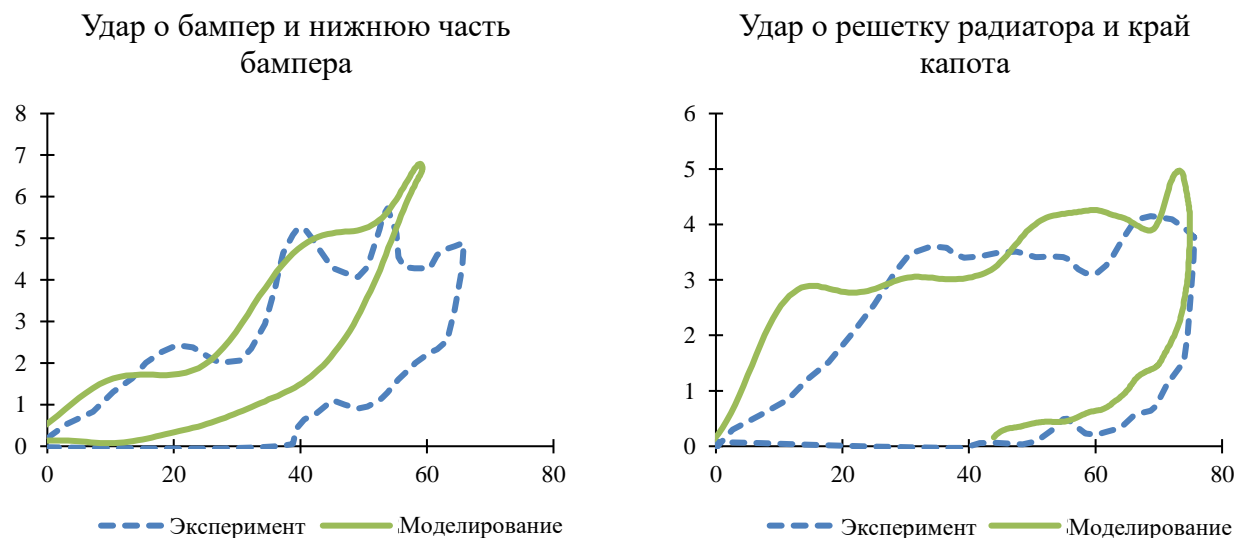 Удар о бампер и нижнюю часть
бампера
8
7
6
5
4
3
2
1
0
0 20 40 60 80
Эксперимент Моделирование
Удар о решетку радиатора и край
капота
6
5
4
3
2
1
0
0 20 40 60 80
Эксперимент Моделирование